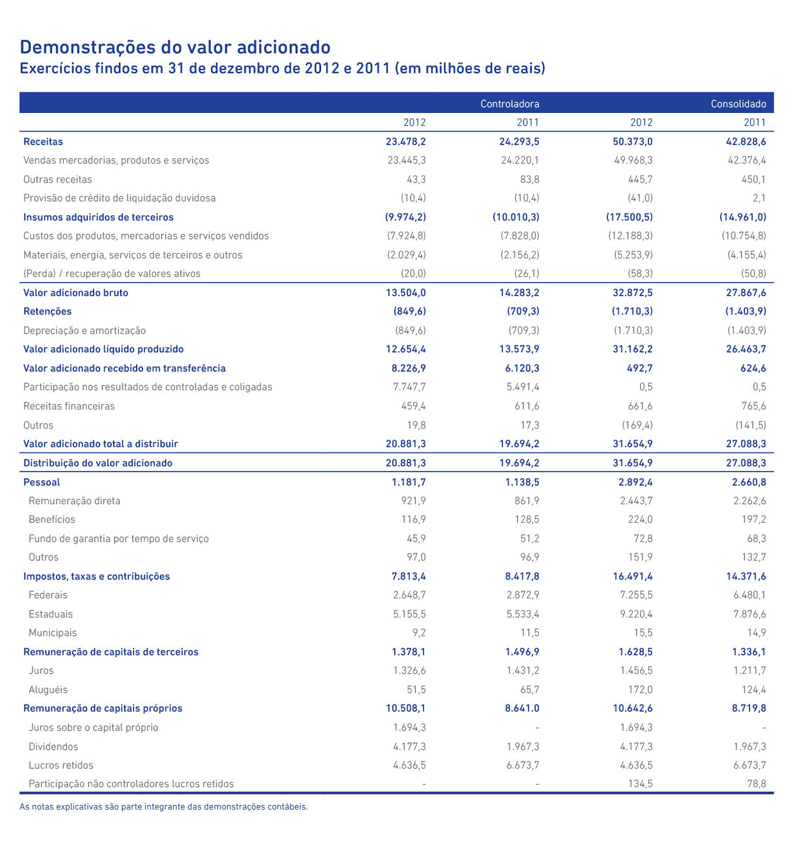 Demonstrações do valor adicionado
Exercícios findos em 31 de dezembro de 2012 e 2011 (em milhões de reais)
Controladora Consolidado
2012 2011 2012 2011
Receitas 23.478,2 24.293,5 50.373,0 42.828,6
Vendas mercadorias, produtos e serviços 23.445,3 24.220,1 49.968,3 42.376,4
Outras receitas 43,3 83,8 445,7 450,1
Provisão de crédito de liquidação duvidosa (10,4) (10,4) (41,0) 2,1
Insumos adquiridos de terceiros (9.974,2) (10.010,3) (17.500,5) (14.961,0)
Custos dos produtos, mercadorias e serviços vendidos (7.924,8) (7.828,0) (12.188,3) (10.754,8)
Materiais, energia, serviços de terceiros e outros (2.029,4) (2.156,2) (5.253,9) (4.155,4)
(Perda) / recuperação de valores ativos (20,0) (26,1) (58,3) (50,8)
Valor adicionado bruto 13.504,0 14.283,2 32.872,5 27.867,6
Retenções (849,6) (709,3) (1.710,3) (1.403,9)
Depreciação e amortização (849,6) (709,3) (1.710,3) (1.403,9)
Valor adicionado líquido produzido 12.654,4 13.573,9 31.162,2 26.463,7
Valor adicionado recebido em transferência 8.226,9 6.120,3 492,7 624,6
Participação nos resultados de controladas e coligadas 7.747,7 5.491,4 0,5 0,5
Receitas financeiras 459,4 611,6 661,6 765,6
Outros 19,8 17,3 (169,4) (141,5)
Valor adicionado total a distribuir 20.881,3 19.694,2 31.654,9 27.088,3
Distribuição do valor adicionado 20.881,3 19.694,2 31.654,9 27.088,3
Pessoal 1.181,7 1.138,5 2.892,4 2.660,8
Remuneração direta 921,9 861,9 2.443,7 2.262,6
Benefícios 116,9 128,5 224,0 197,2
Fundo de garantia por tempo de serviço 45,9 51,2 72,8 68,3
Outros 97,0 96,9 151,9 132,7
Impostos, taxas e contribuições 7.813,4 8.417,8 16.491,4 14.371,6
Federais 2.648,7 2.872,9 7.255,5 6.480,1
Estaduais 5.155,5 5.533,4 9.220,4 7.876,6
Municipais 9,2 11,5 15,5 14,9
Remuneração de capitais de terceiros 1.378,1 1.496,9 1.628,5 1.336,1
Juros 1.326,6 1.431,2 1.456,5 1.211,7
Aluguéis 51,5 65,7 172,0 124,4
Remuneração de capitais próprios 10.508,1 8.641.0 10.642,6 8.719,8
Juros sobre o capital próprio 1.694,3 - 1.694,3 -
Dividendos 4.177,3 1.967,3 4.177,3 1.967,3
Lucros retidos 4.636,5 6.673,7 4.636,5 6.673,7
Participação não controladores lucros retidos - - 134,5 78,8
As notas explicativas são parte integrante das demonstrações contábeis.